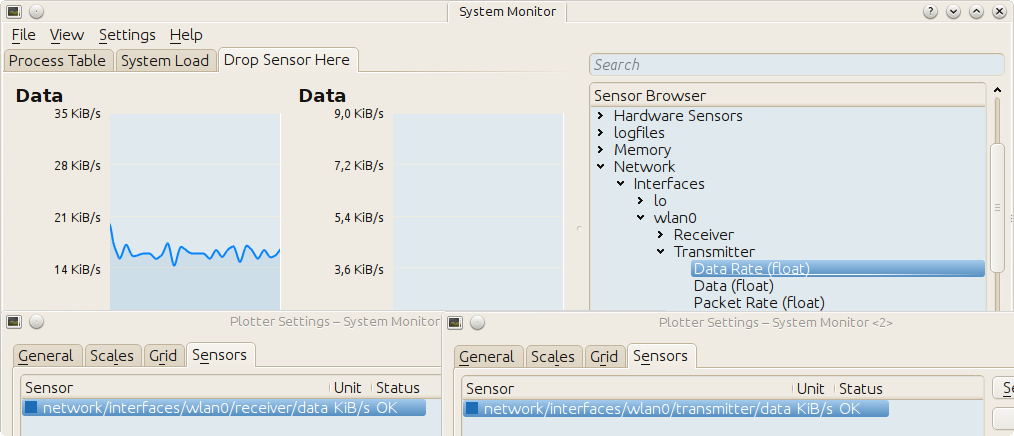 System Monitor
File View Settings Help
Process Table System Load Drop Sensor Here
Search
Data
35 KiB/s
28 KiB/s
21 KiB/s
14 KiB/s
Data
9,0 KiB/s
7,2 KiB/s
5,4 KiB/s
3,6 KiB/s
Sensor Browser
Hardware Sensors
logfiles
Memory
Network
Interfaces
lo
wlan0
Receiver
Transmitter
Data Rate (float)
Data (float)
Packet Rate (float)
Plotter Settings – System Monitor
General Scales Grid Sensors
Sensor Unit Status
network/interfaces/wlan0/receiver/data KiB/s OK
Plotter Settings – System Monitor <2>
General Scales Grid Sensors
Sensor Unit Status
network/interfaces/wlan0/transmitter/data KiB/s OK